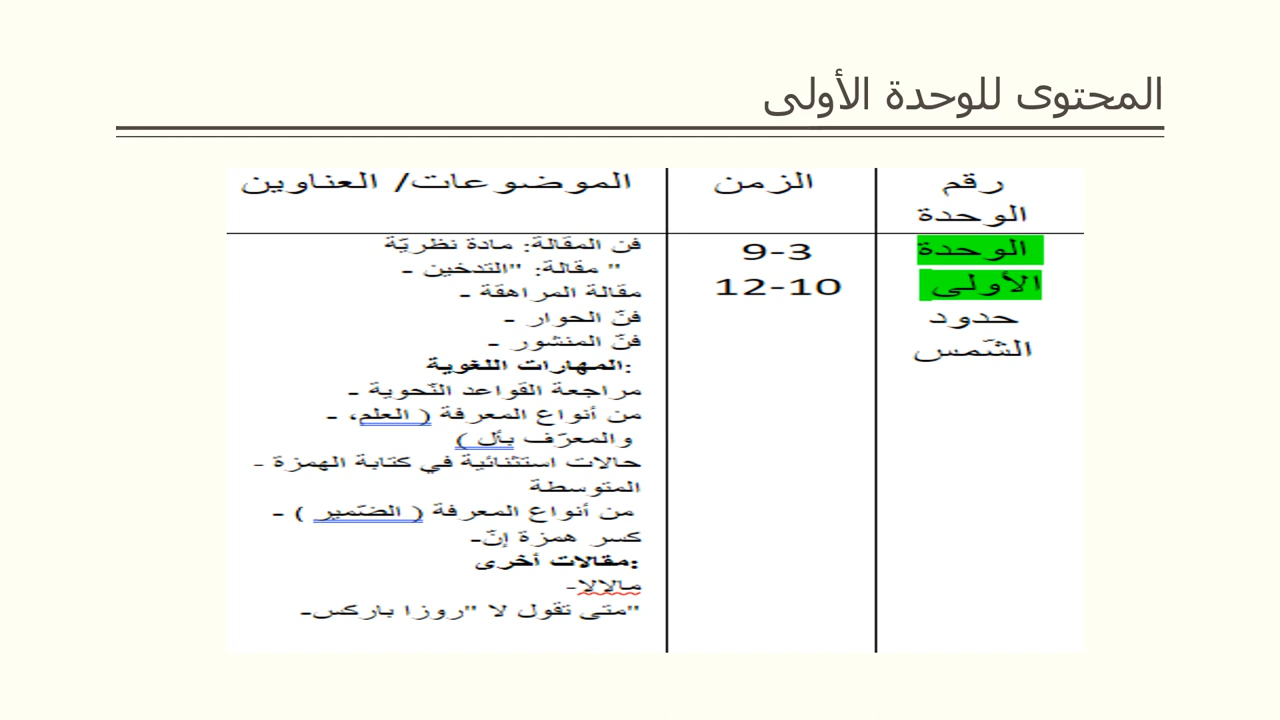 المحتوى للوحدة الأولى
رقم
الوحدة
الزمن
الموضوعات/ العناوين
الوحدة
الأولى
حدود
الشّمس
9-3
12-10
فن المقالة: مادة نظريّة
" مقالة: "التدخين -
مقالة المراهقة -
فنّ الحوار -
فنّ المنشور -
:المهارات اللغوية
مراجعة القواعد النّحوية -
من أنواع المعرفة ( العلم، -
والمعرّف بأل )
حالات استثنائية في كتابة الهمزة -
المتوسطة
من أنواع المعرفة ( الضّمير ) -
كسر همزة إنّ-
:مقالات أخرى
مالالا-
"متى تقول لا "روزا باركس-